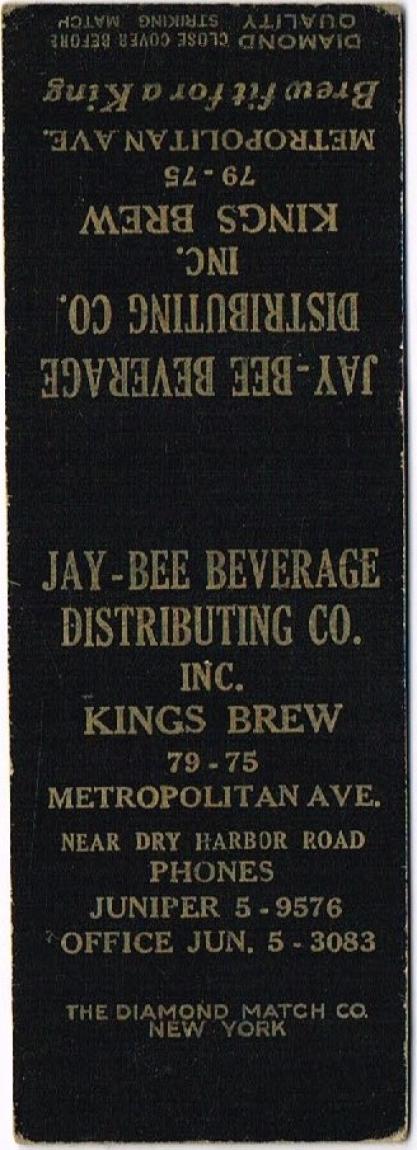 DIAMOND QUALITY
CLOSE COVER BEFORE STRIKING MATCH
Brew fit for a King
METROPOLITAN AVE.
79 - 75
KINGS BREW
INC.
DISTRIBUTING CO.
JAY-BEE BEVERAGE
JAY-BEE BEVERAGE
DISTRIBUTING CO.
INC.
KINGS BREW
79 - 75
METROPOLITAN AVE.
NEAR DRY HARBOR ROAD
PHONES
JUNIPER 5 - 9576
OFFICE JUN. 5 - 3083
THE DIAMOND MATCH CO.
NEW YORK